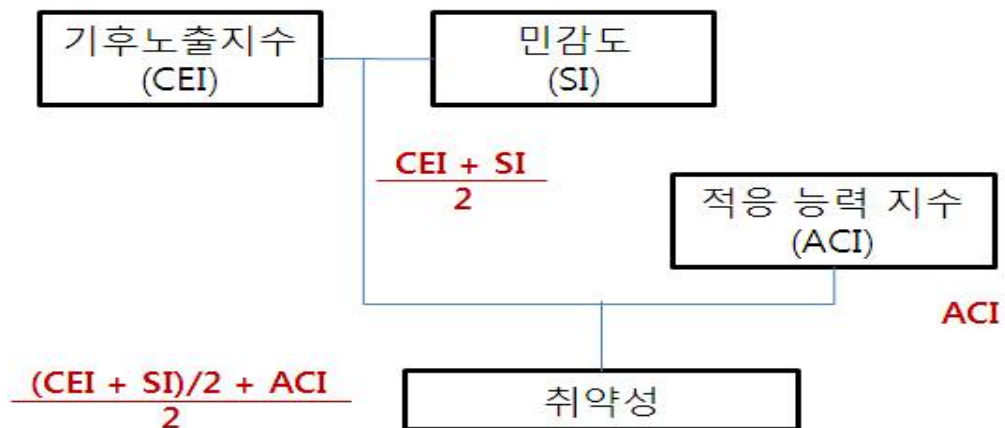 기후노출지수
(CEI)
민감도
(SI)
CEI + SI
2
적응 능력 지수
(ACI)
ACI
(CEI + SI)/2 + ACI
2
취약성